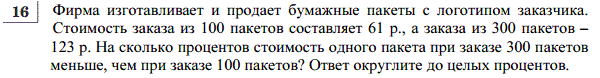 16 Фирма изготавливает и продает бумажные пакеты с логотипом заказчика.
Стоимость заказа из 100 пакетов составляет 61 р., а заказа из 300 пакетов –
123 р. На сколько процентов стоимость одного пакета при заказе 300 пакетов
меньше, чем при заказе 100 пакетов? Ответ округлите до целых процентов.